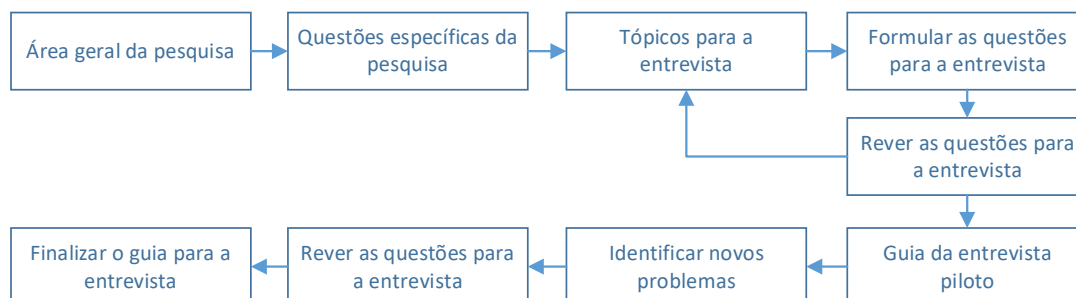 Área geral da pesquisa
Questões específicas da
pesquisa
Tópicos para a
entrevista
Formular as questões
para a entrevista
Rever as questões para
a entrevista
Finalizar o guia para a
entrevista
Rever as questões para
a entrevista
Identificar novos
problemas
Guia da entrevista
piloto